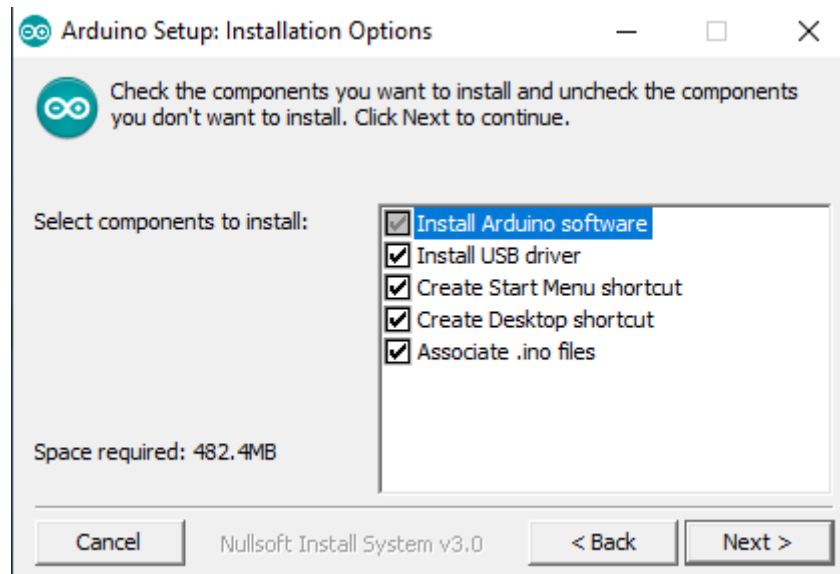 Arduino Setup: Installation Options
Check the components you want to install and uncheck the components
you don't want to install. Click Next to continue.
Select components to install:
Install Arduino software
Install USB driver
Create Start Menu shortcut
Create Desktop shortcut
Associate .ino files
Space required: 482.4MB
Cancel
Nullsoft Install System v3.0
< Back
Next >